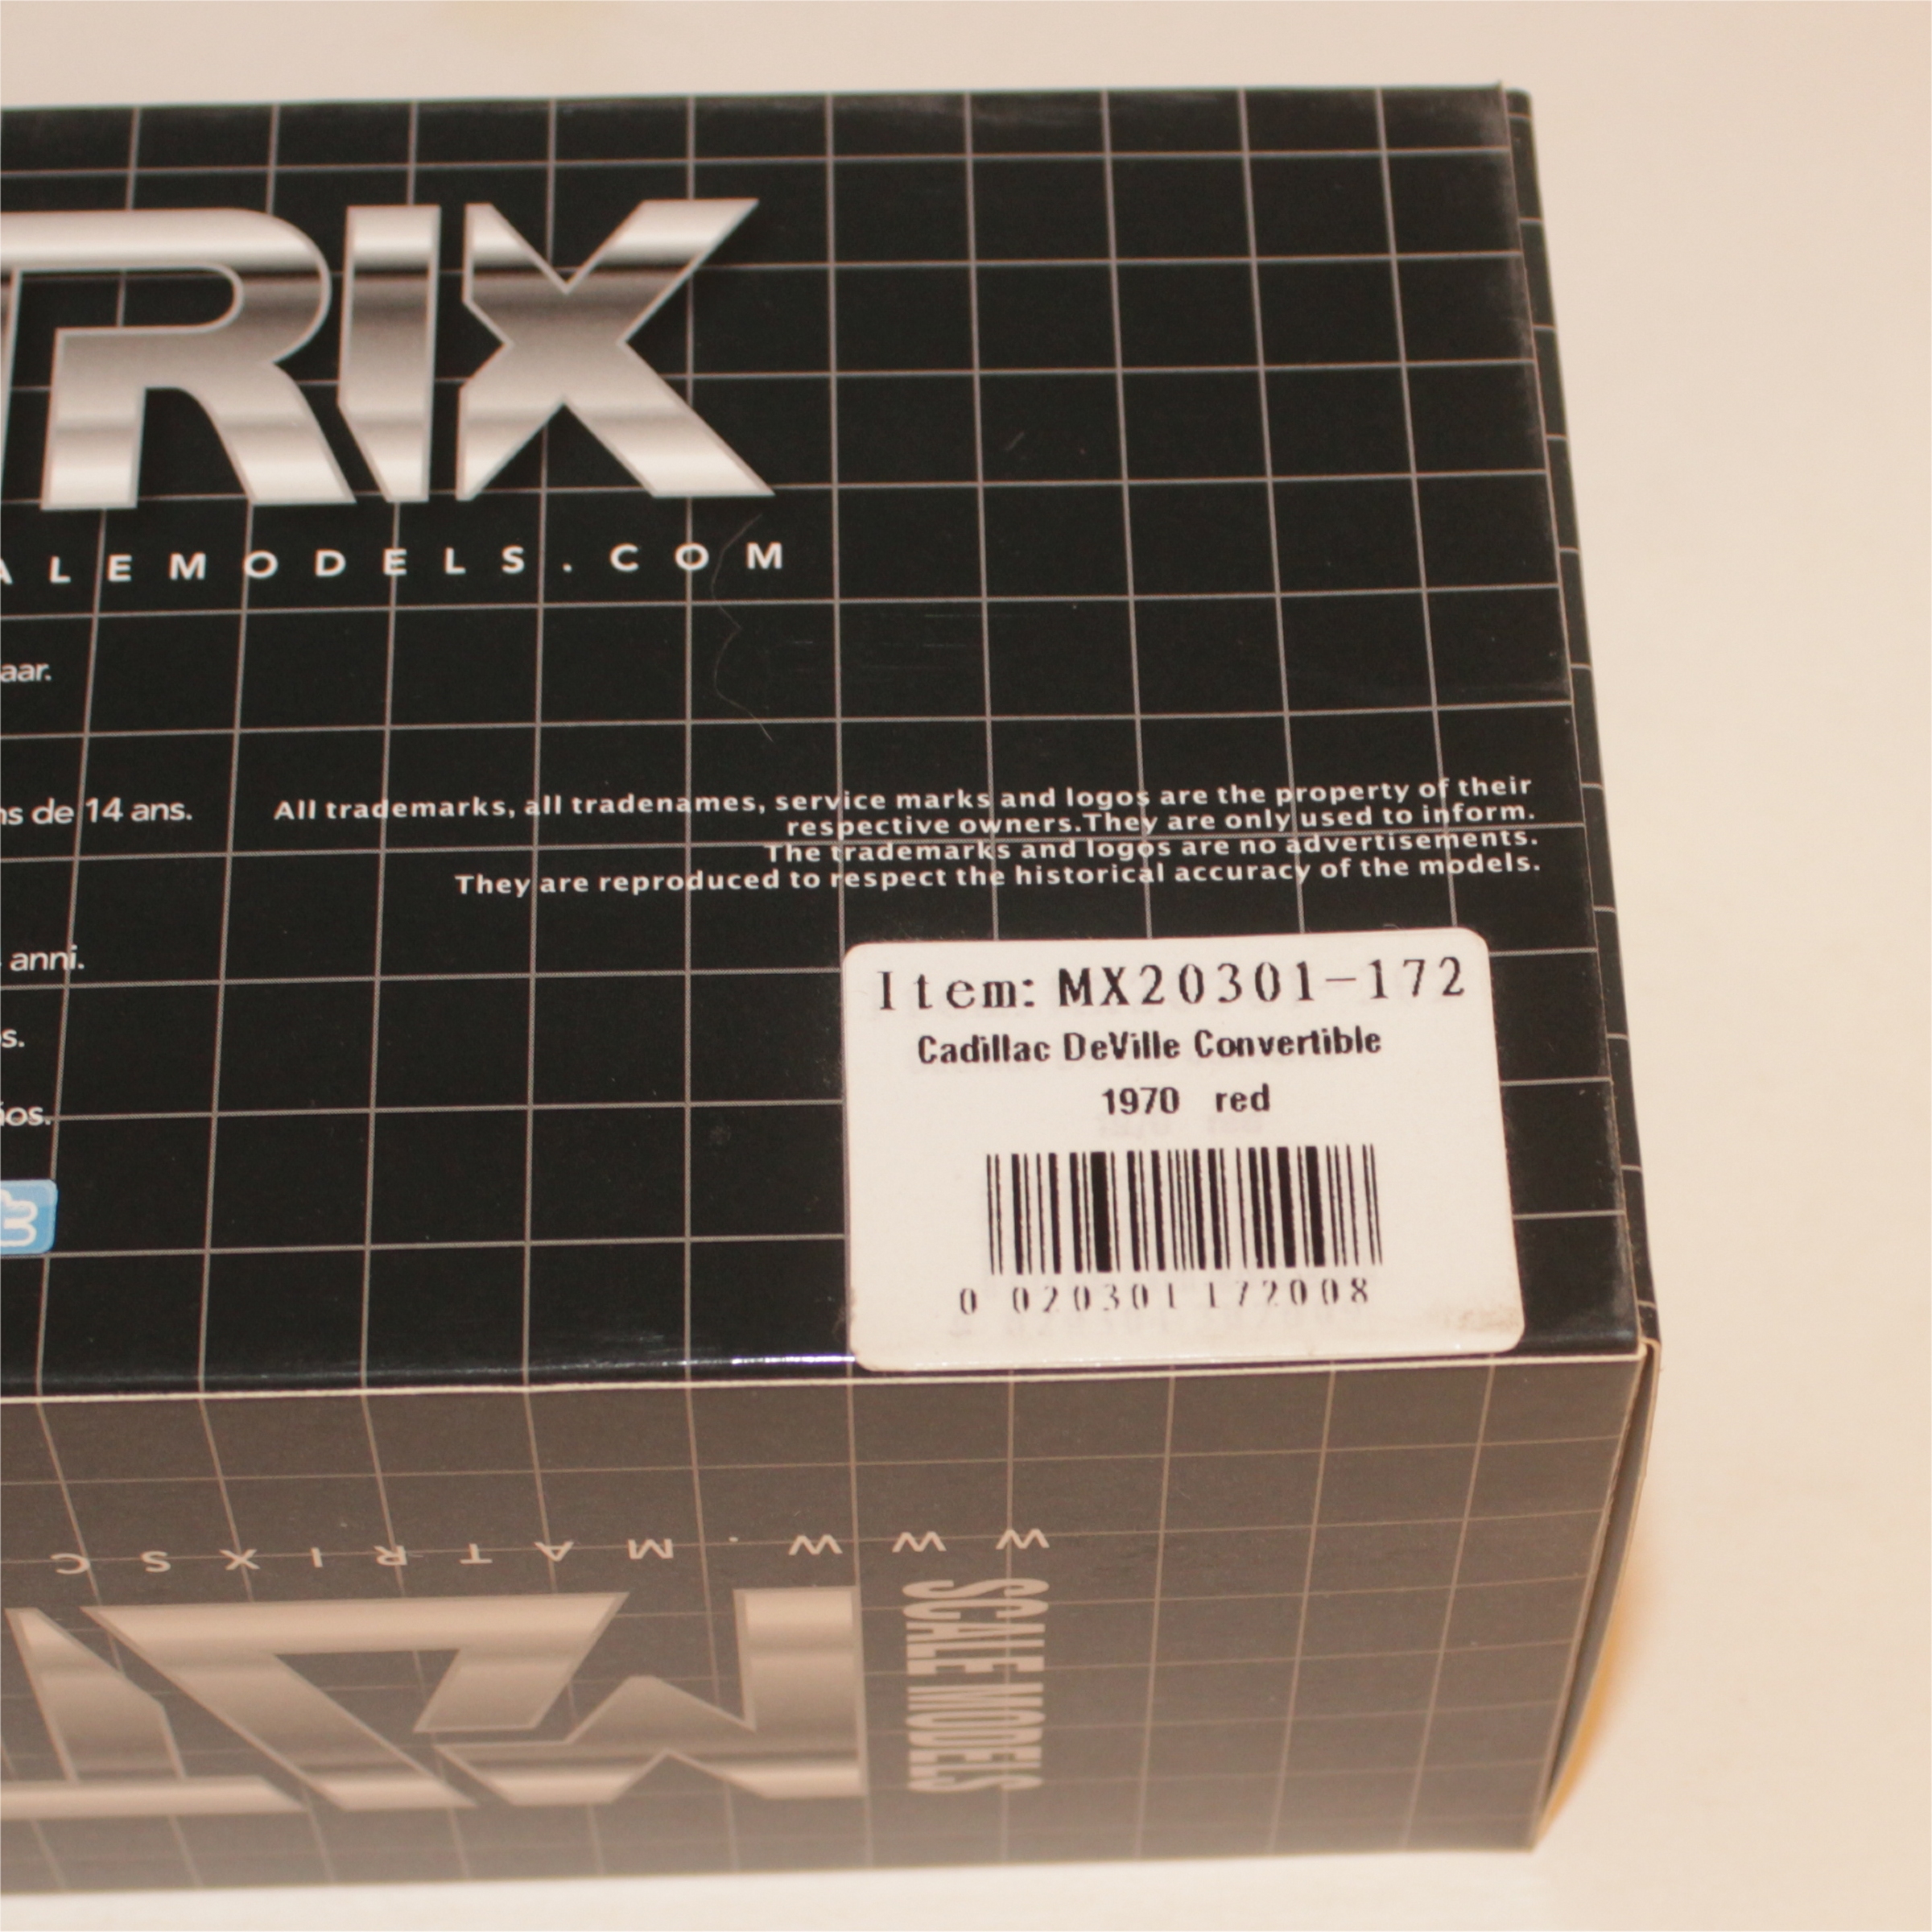 TRIX
ALEMODELS.COM
aar.
ns de 14 ans.
All trademarks, all tradenames, service marks and logos are the property of their
respective owners.They are only used to inform.
The trademarks and logos are no advertisements.
They are reproduced to respect the historical accuracy of the models.
anni.
s.
ios.
Item: MX20301-172
Cadillac DeVille Convertible
1970 red
0 020301 172008
WWW.MATRIXSC
MAT
SCALE MODELS